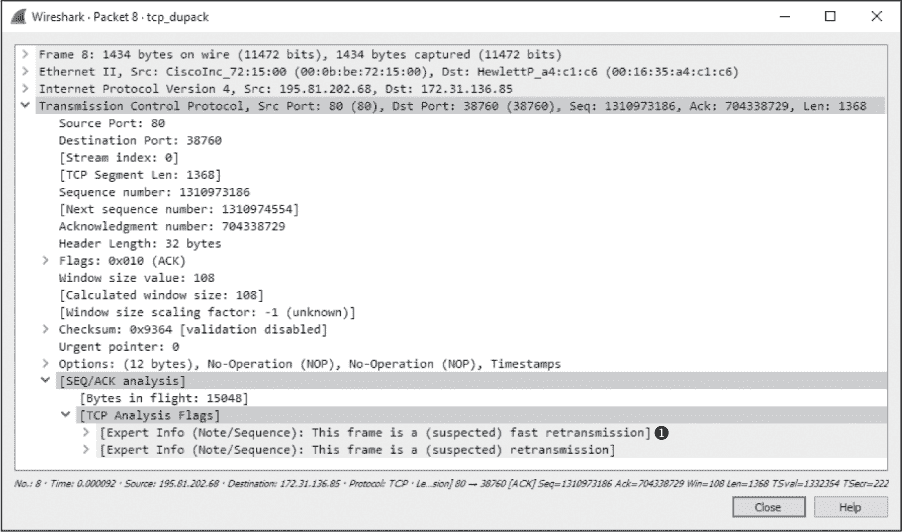 Wireshark · Packet 8 · tcp_dupack
Frame 8: 1434 bytes on wire (11472 bits), 1434 bytes captured (11472 bits)
Ethernet II, Src: CiscoInc_72:15:00 (00:0b:be:72:15:00), Dst: HewlettP_a4:c1:c6 (00:16:35:a4:c1:c6)
Internet Protocol Version 4, Src: 195.81.202.68, Dst: 172.31.136.85
Transmission Control Protocol, Src Port: 80 (80), Dst Port: 38760 (38760), Seq: 1310973186, Ack: 704338729, Len: 1368
Source Port: 80
Destination Port: 38760
[Stream index: 0]
[TCP Segment Len: 1368]
Sequence number: 1310973186
[Next sequence number: 1310974554]
Acknowledgment number: 704338729
Header Length: 32 bytes
Flags: 0x010 (ACK)
Window size value: 108
[Calculated window size: 108]
[Window size scaling factor: -1 (unknown)]
Checksum: 0x9364 [validation disabled]
Urgent pointer: 0
Options: (12 bytes), No-Operation (NOP), No-Operation (NOP), Timestamps
[SEQ/ACK analysis]
[Bytes in flight: 15048]
[TCP Analysis Flags]
[Expert Info (Note/Sequence): This frame is a (suspected) fast retransmission] ❶
[Expert Info (Note/Sequence): This frame is a (suspected) retransmission]
No.: 8 · Time: 0.000092 · Source: 195.81.202.68 · Destination: 172.31.136.85 · Protocol: TCP · Le...sion] 80 → 38760 [ACK] Seq=1310973186 Ack=704338729 Win=108 Len=1368 TSval=1332354 TSecr=222
Close Help